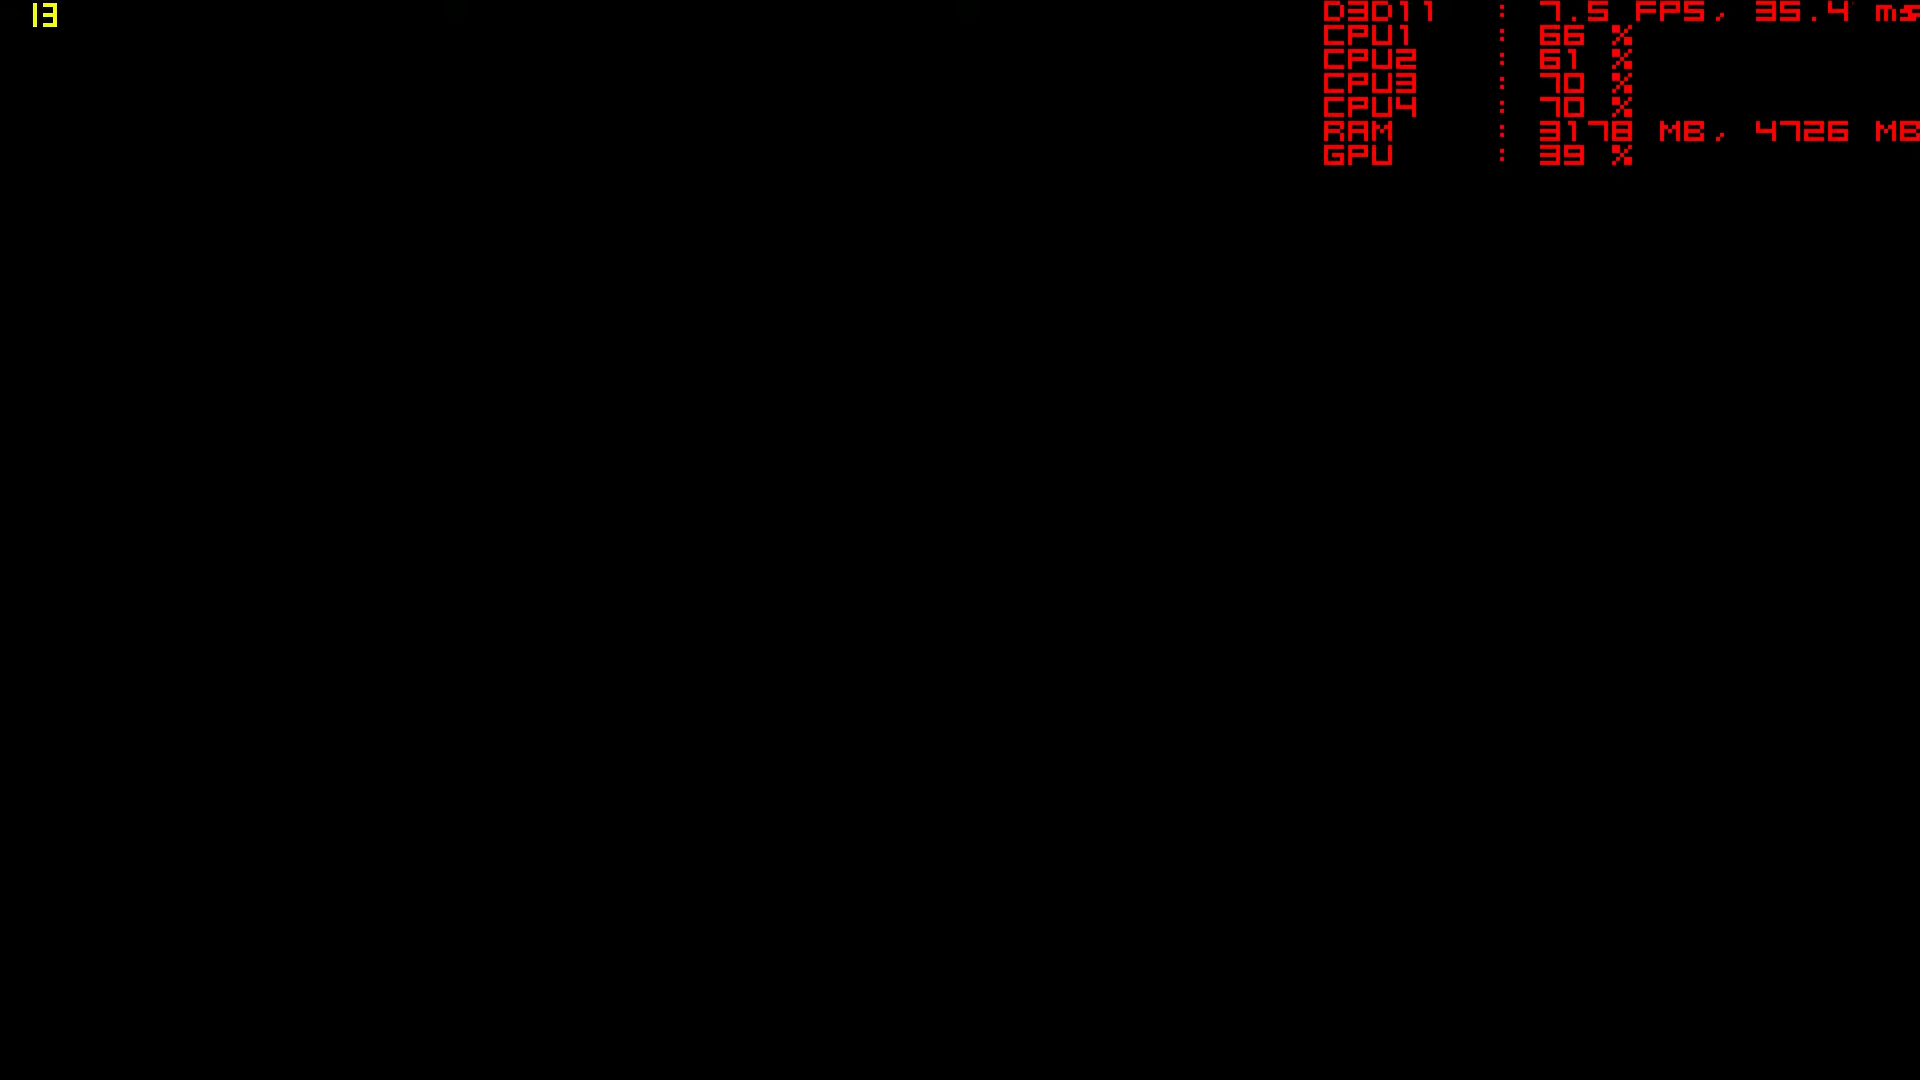 13
D3D11 : 7.5 FPS, 35.4 ms
CPU1 : 66 %
CPU2 : 61 %
CPU3 : 70 %
CPU4 : 70 %
RAM : 3178 MB, 4726 MB
GPU : 39 %